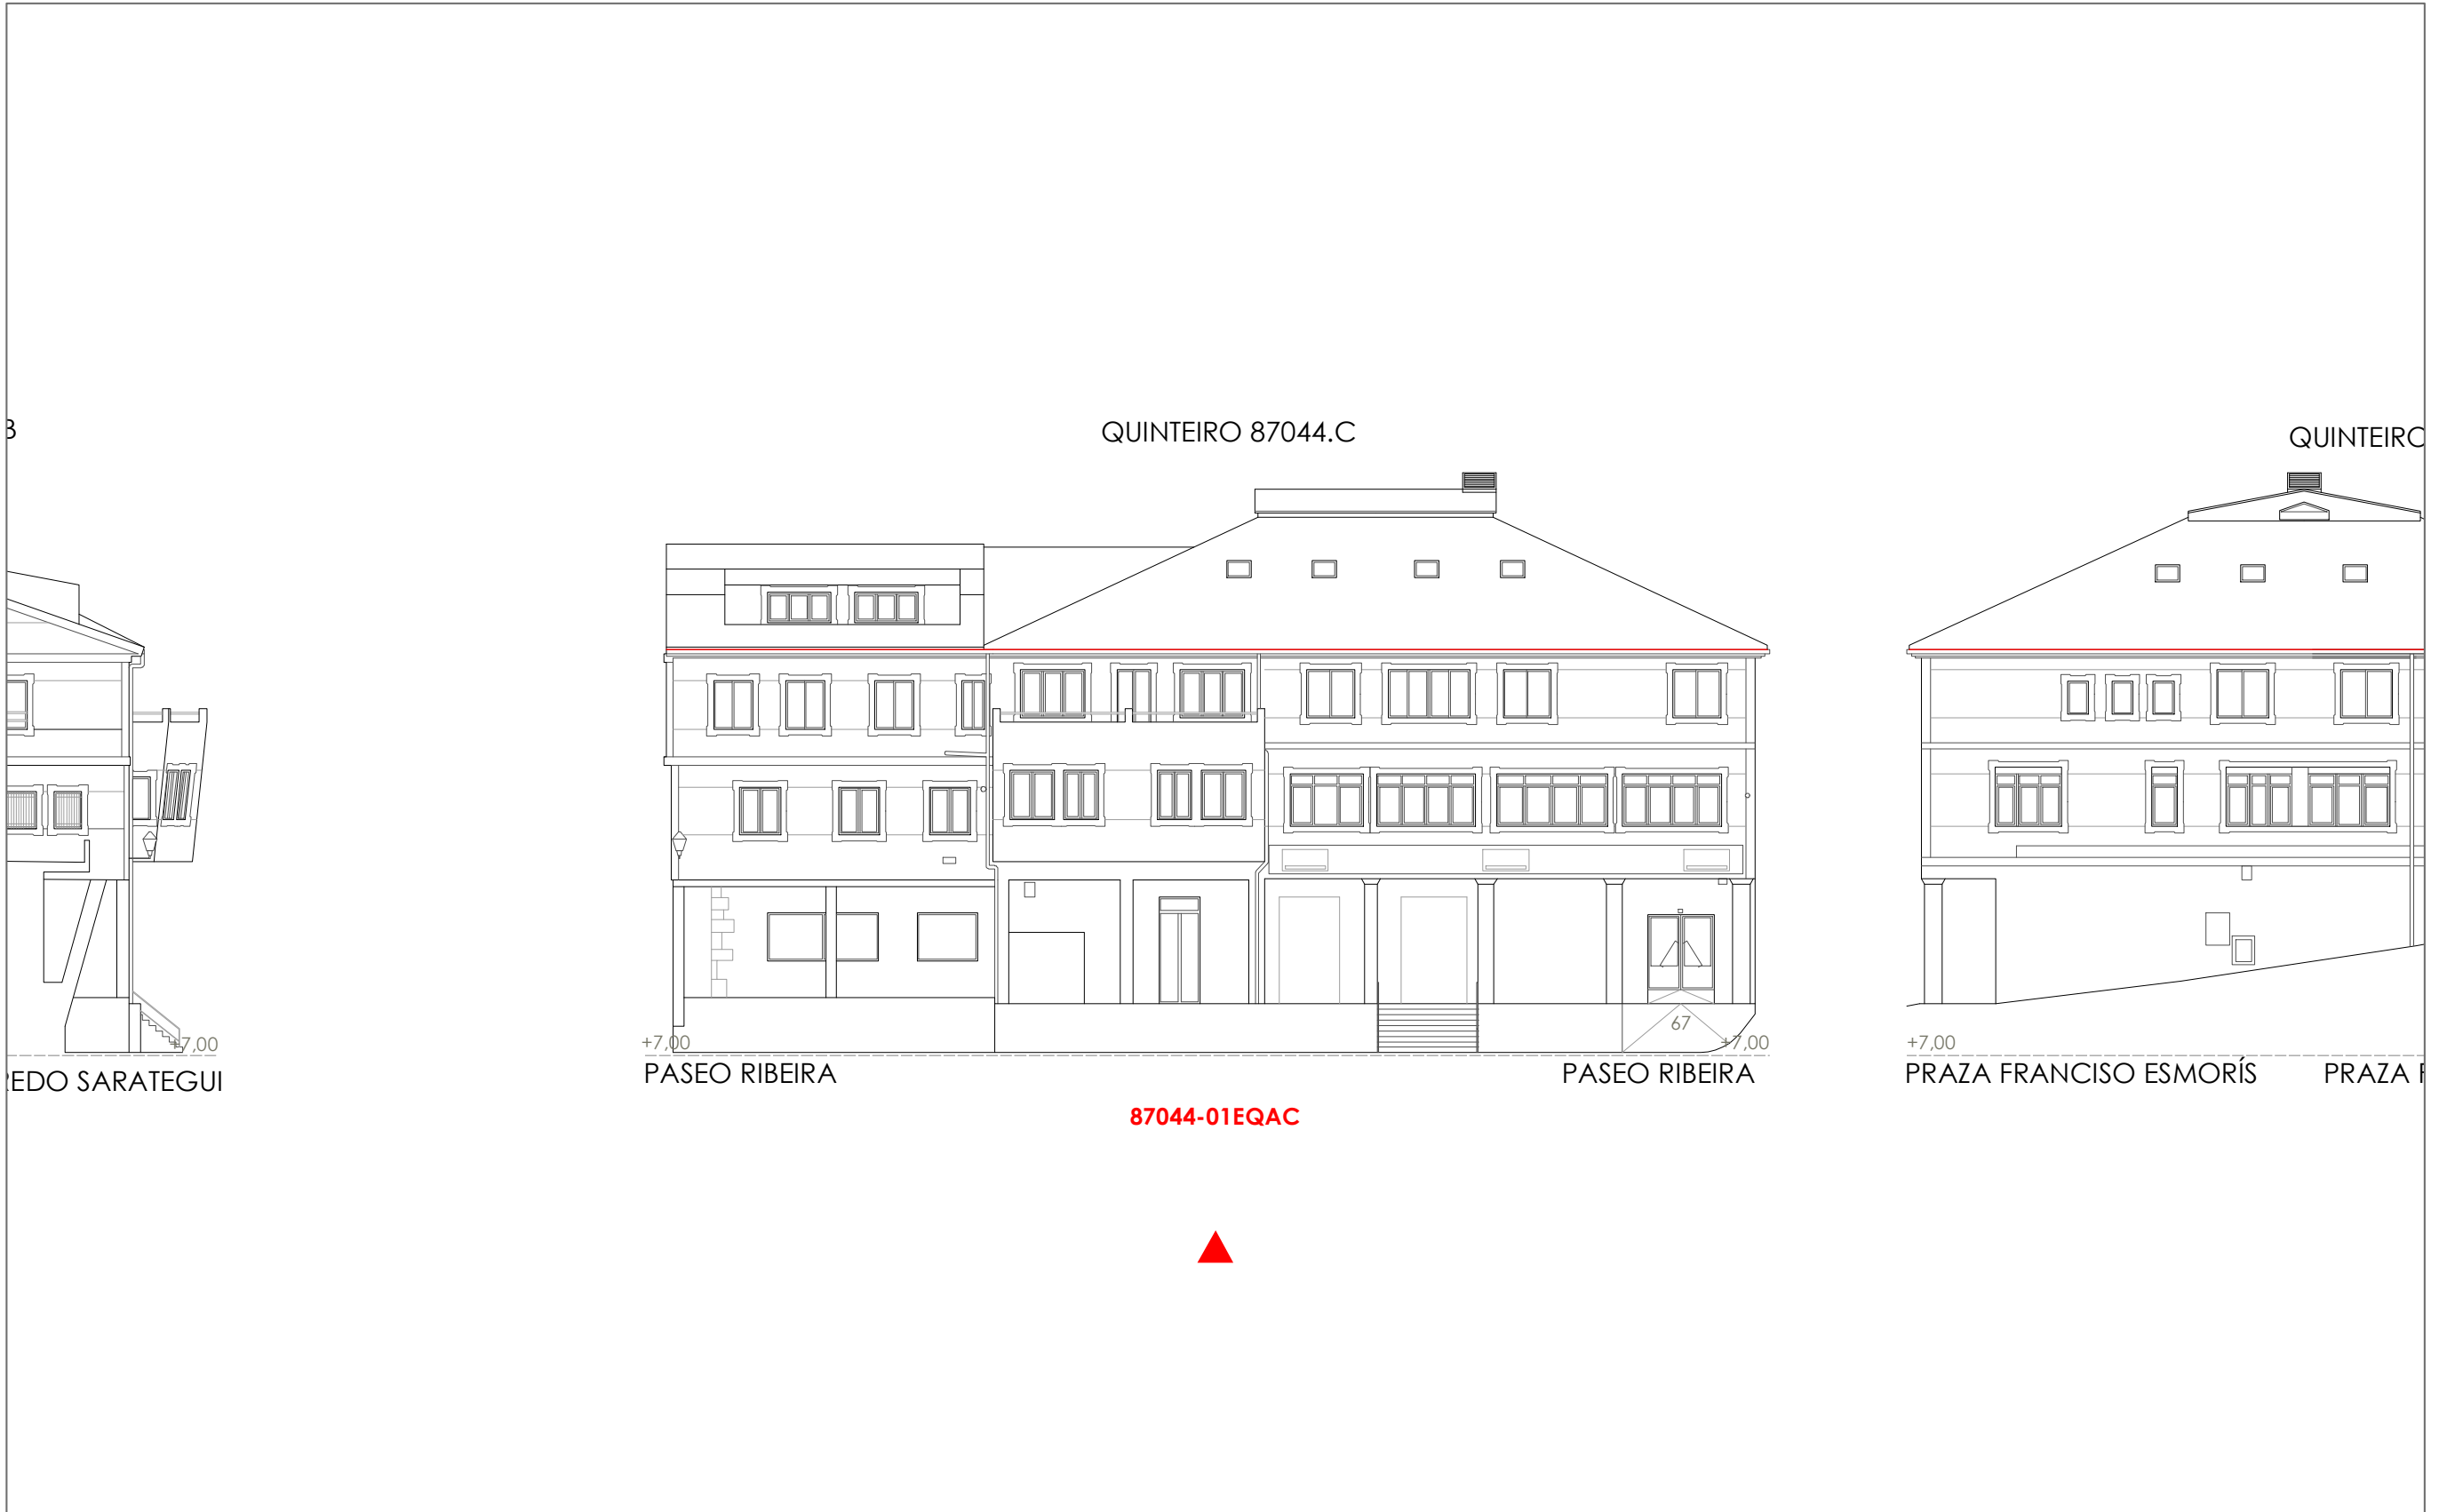 QUINTEIRO 87044.C
QUINTEIRO
67
+7,00
+7,00
+7,00
+7,00
EDO SARATEGUI
PASEO RIBEIRA
PASEO RIBEIRA
PRAZA FRANCISO ESMORÍS
PRAZA
87044-01EQAC